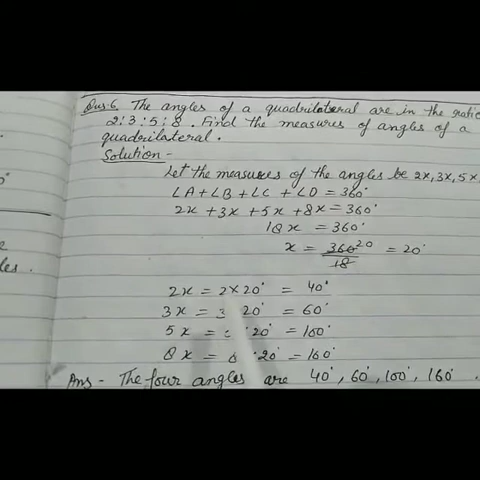 Ques:6. The angles of a quadrilateral are in the ratio
2:3:5:8. Find the measures of angles of a
quadrilateral.
Solution-
Let the measures of the angles be 2x, 3x, 5x,
∠A+∠B+∠C+∠D=360°
2x+3x+5x+8x=360°
18x = 360°
x = 360°20 = 20°
18
2x = 2x20° = 40°
3x = 3 20° = 60°
5x = 20° = 100°
8x = 20° = 160°
Ans- The four angles are 40°, 60°, 100°, 160°.
les.